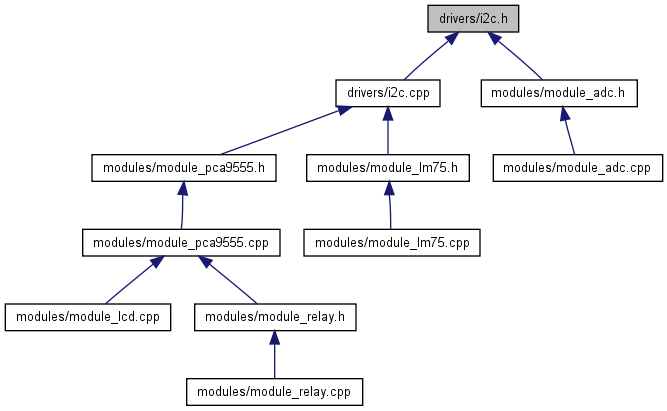 drivers/i2c.h
drivers/i2c.cpp
modules/module_adc.h
modules/module_pca9555.h
modules/module_lm75.h
modules/module_adc.cpp
modules/module_pca9555.cpp
modules/module_lm75.cpp
modules/module_lcd.cpp
modules/module_relay.h
modules/module_relay.cpp